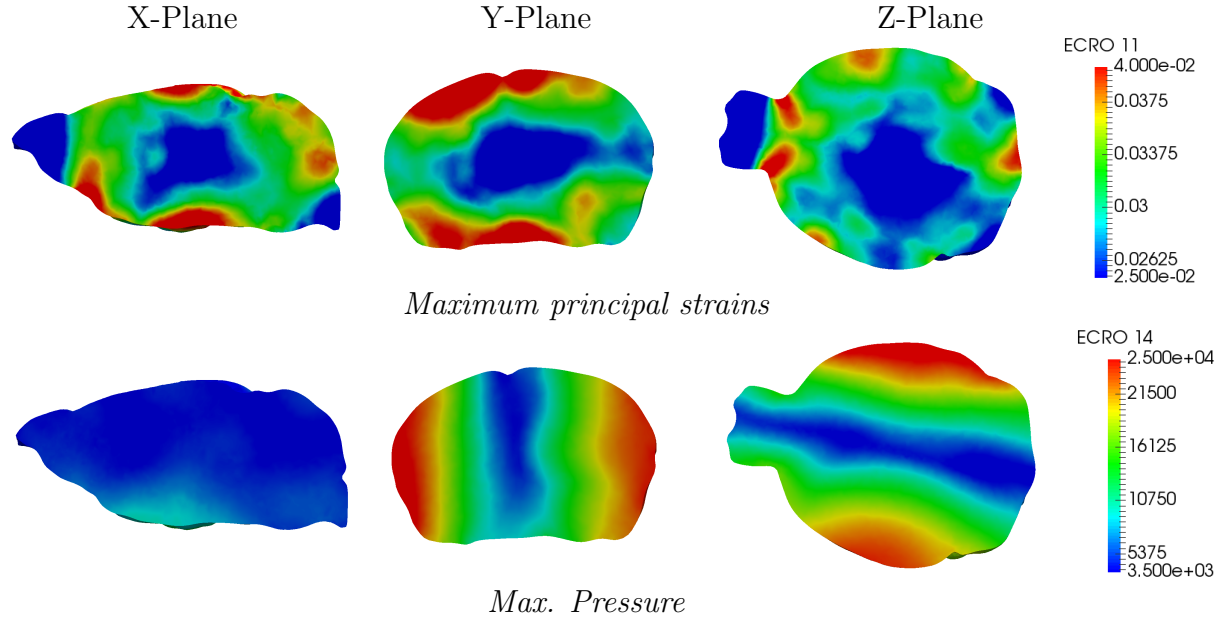 X-Plane
Y-Plane
Z-Plane
ECRO 11
4.000e-02
0.0375
0.03375
0.03
0.02625
2.500e-02
Maximum principal strains
ECRO 14
2.500e+04
21500
16125
10750
5375
3.500e+03
Max. Pressure